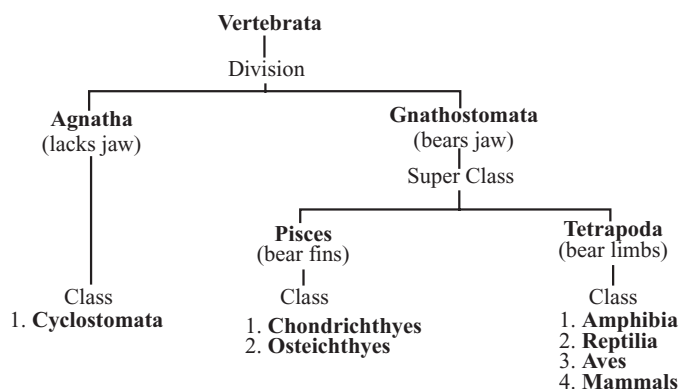 Vertebrata
Division
Agnatha
(lacks jaw)
Gnathostomata
(bears jaw)
Super Class
Pisces
(bear fins)
Tetrapoda
(bear limbs)
Class
1. Cyclostomata
Class
1. Chondrichthyes
2. Osteichthyes
Class
1. Amphibia
2. Reptilia
3. Aves
4. Mammals